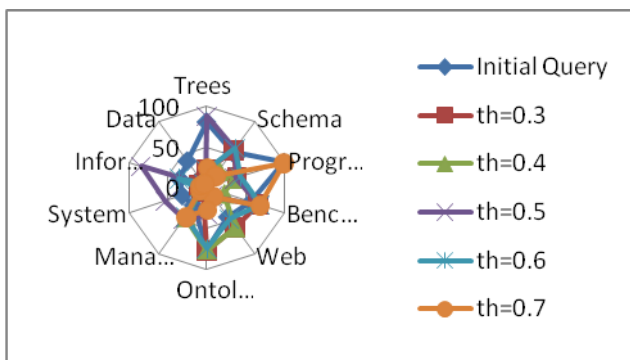 Trees
Schema
Progr...
Benc...
Web
Ontol...
Mana...
System
Infor...
Data
100
50
0
Initial Query
th=0.3
th=0.4
th=0.5
th=0.6
th=0.7